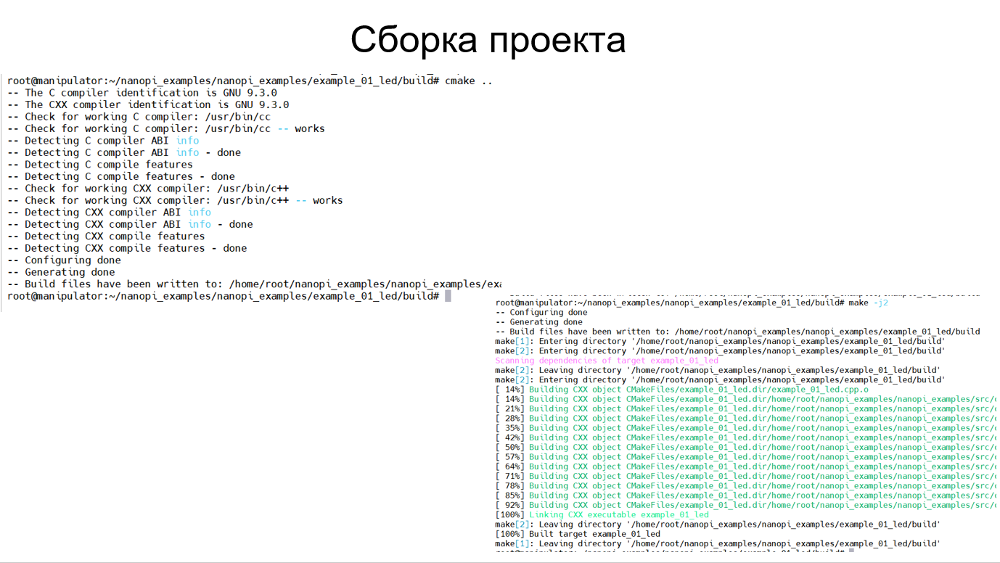 Сборка проекта
root@manipulator:~/nanopi_examples/nanopi_examples/example_01_led/build# cmake ..
-- The C compiler identification is GNU 9.3.0
-- The CXX compiler identification is GNU 9.3.0
-- Check for working C compiler: /usr/bin/cc
-- Check for working C compiler: /usr/bin/cc -- works
-- Detecting C compiler ABI info
-- Detecting C compiler ABI info - done
-- Detecting C compile features
-- Detecting C compile features - done
-- Check for working CXX compiler: /usr/bin/c++
-- Check for working CXX compiler: /usr/bin/c++ -- works
-- Detecting CXX compiler ABI info
-- Detecting CXX compiler ABI info - done
-- Detecting CXX compile features
-- Detecting CXX compile features - done
-- Configuring done
-- Generating done
-- Build files have been written to: /home/root/nanopi_examples/nanopi_examples/exa
root@manipulator:~/nanopi_examples/nanopi_examples/example_01_led/build#
root@manipulator:~/nanopi_examples/nanopi_examples/example_01_led/build# make -j2
-- Configuring done
-- Generating done
-- Build files have been written to: /home/root/nanopi_examples/nanopi_examples/example_01_led/build
make[1]: Entering directory '/home/root/nanopi_examples/nanopi_examples/example_01_led/build'
make[2]: Entering directory '/home/root/nanopi_examples/nanopi_examples/example_01_led/build'
Scanning dependencies of target example_01_led
make[2]: Leaving directory '/home/root/nanopi_examples/nanopi_examples/example_01_led/build'
make[2]: Entering directory '/home/root/nanopi_examples/nanopi_examples/example_01_led/build'
[ 14%] Building CXX object CMakeFiles/example_01_led.dir/example_01_led.cpp.o
[ 14%] Building CXX object CMakeFiles/example_01_led.dir/home/root/nanopi_examples/nanopi_examples/src/
[ 21%] Building CXX object CMakeFiles/example_01_led.dir/home/root/nanopi_examples/nanopi_examples/src/
[ 28%] Building CXX object CMakeFiles/example_01_led.dir/home/root/nanopi_examples/nanopi_examples/src/
[ 35%] Building CXX object CMakeFiles/example_01_led.dir/home/root/nanopi_examples/nanopi_examples/src/
[ 42%] Building CXX object CMakeFiles/example_01_led.dir/home/root/nanopi_examples/nanopi_examples/src/
[ 50%] Building CXX object CMakeFiles/example_01_led.dir/home/root/nanopi_examples/nanopi_examples/src/
[ 57%] Building CXX object CMakeFiles/example_01_led.dir/home/root/nanopi_examples/nanopi_examples/src/
[ 64%] Building CXX object CMakeFiles/example_01_led.dir/home/root/nanopi_examples/nanopi_examples/src/
[ 71%] Building CXX object CMakeFiles/example_01_led.dir/home/root/nanopi_examples/nanopi_examples/src/
[ 78%] Building CXX object CMakeFiles/example_01_led.dir/home/root/nanopi_examples/nanopi_examples/src/
[ 85%] Building CXX object CMakeFiles/example_01_led.dir/home/root/nanopi_examples/nanopi_examples/src/
[ 92%] Building CXX object CMakeFiles/example_01_led.dir/home/root/nanopi_examples/nanopi_examples/src/
[100%] Linking CXX executable example_01_led
make[2]: Leaving directory '/home/root/nanopi_examples/nanopi_examples/example_01_led/build'
[100%] Built target example_01_led
make[1]: Leaving directory '/home/root/nanopi_examples/nanopi_examples/example_01_led/build'